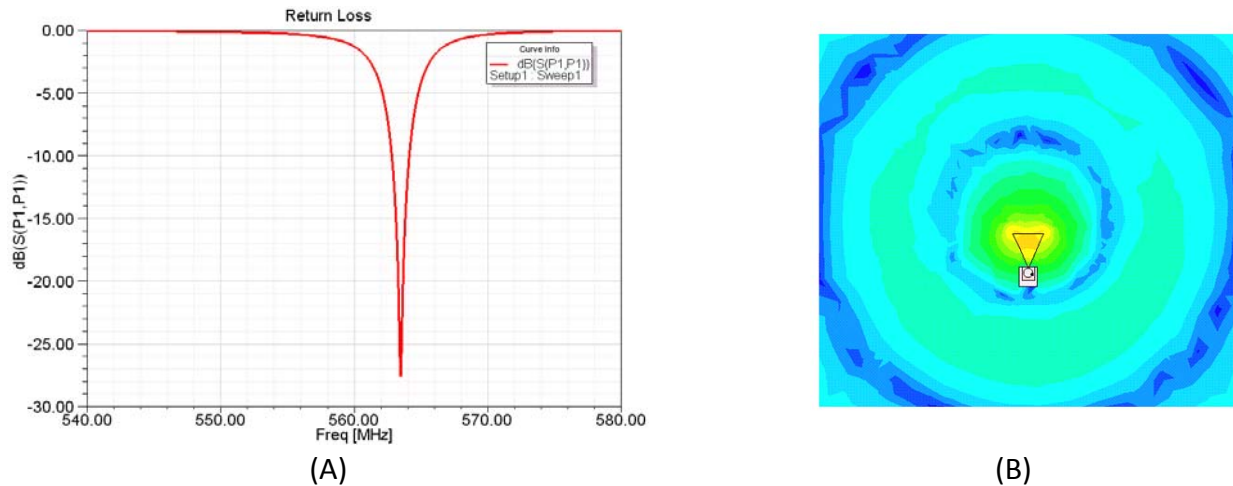 Return Loss
0.00
-5.00
-10.00
-15.00
-20.00
-25.00
-30.00
dB(S(P1,P1))
Curve Info
dB(S(P1,P1))
Setup1 : Sweep1
540.00 550.00 560.00 570.00 580.00
Freq [MHz]
(A)
(B)